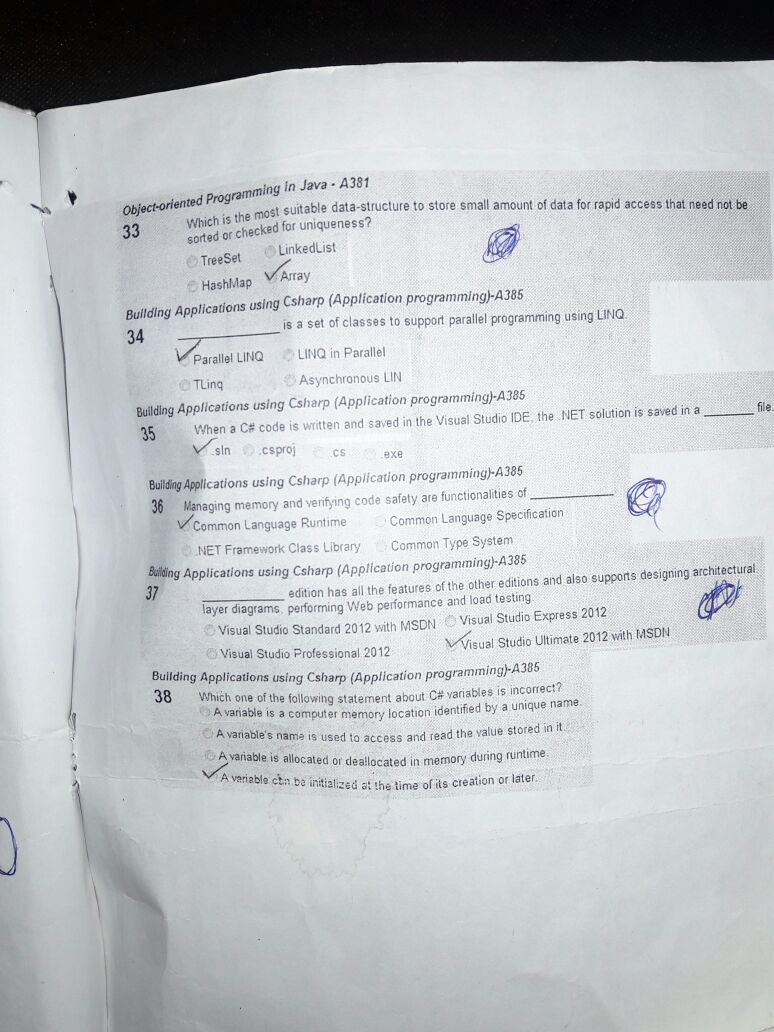 Object-oriented Programming in Java - A381
33 Which is the most suitable data-structure to store small amount of data for rapid access that need not be
sorted or checked for uniqueness?
TreeSet LinkedList
HashMap Array
Building Applications using Csharp (Application programming)-A385
34 __________ is a set of classes to support parallel programming using LINQ.
Parallel LINQ LINQ in Parallel
TLinq Asynchronous LIN
Building Applications using Csharp (Application programming)-A385
35 When a C# code is written and saved in the Visual Studio IDE, the .NET solution is saved in a ______ file.
.sln .csproj .cs .exe
Building Applications using Csharp (Application programming)-A385
36 Managing memory and verifying code safety are functionalities of __________
Common Language Runtime Common Language Specification
.NET Framework Class Library Common Type System
Building Applications using Csharp (Application programming)-A385
37 __________ edition has all the features of the other editions and also supports designing architectural
layer diagrams, performing Web performance and load testing.
Visual Studio Standard 2012 with MSDN Visual Studio Express 2012
Visual Studio Professional 2012 Visual Studio Ultimate 2012 with MSDN
Building Applications using Csharp (Application programming)-A385
38 Which one of the following statement about C# variables is incorrect?
A variable is a computer memory location identified by a unique name.
A variable's name is used to access and read the value stored in it.
A variable is allocated or deallocated in memory during runtime.
A variable can be initialized at the time of its creation or later.